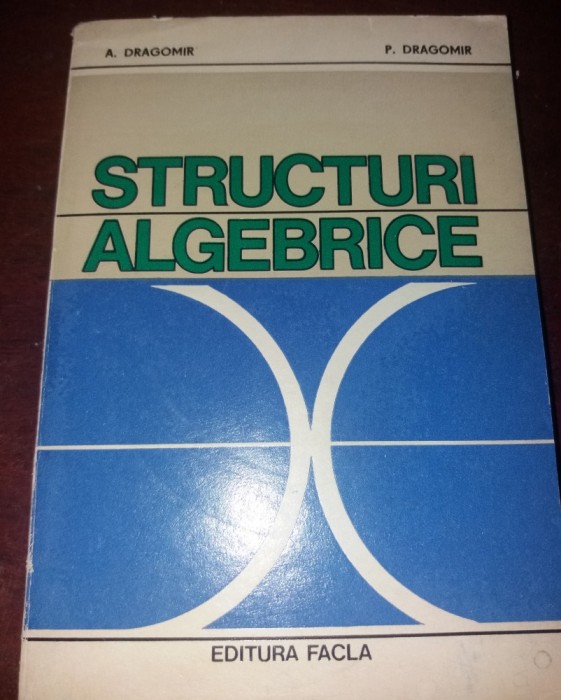 A. DRAGOMIR P. DRAGOMIR
STRUCTURI
ALGEBRICE
EDITURA FACLA